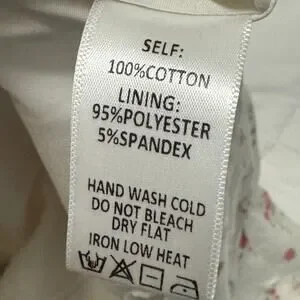 SELF:
100%COTTON
LINING:
95%POLYESTER
5%SPANDEX
HAND WASH COLD
DO NOT BLEACH
DRY FLAT
IRON LOW HEAT